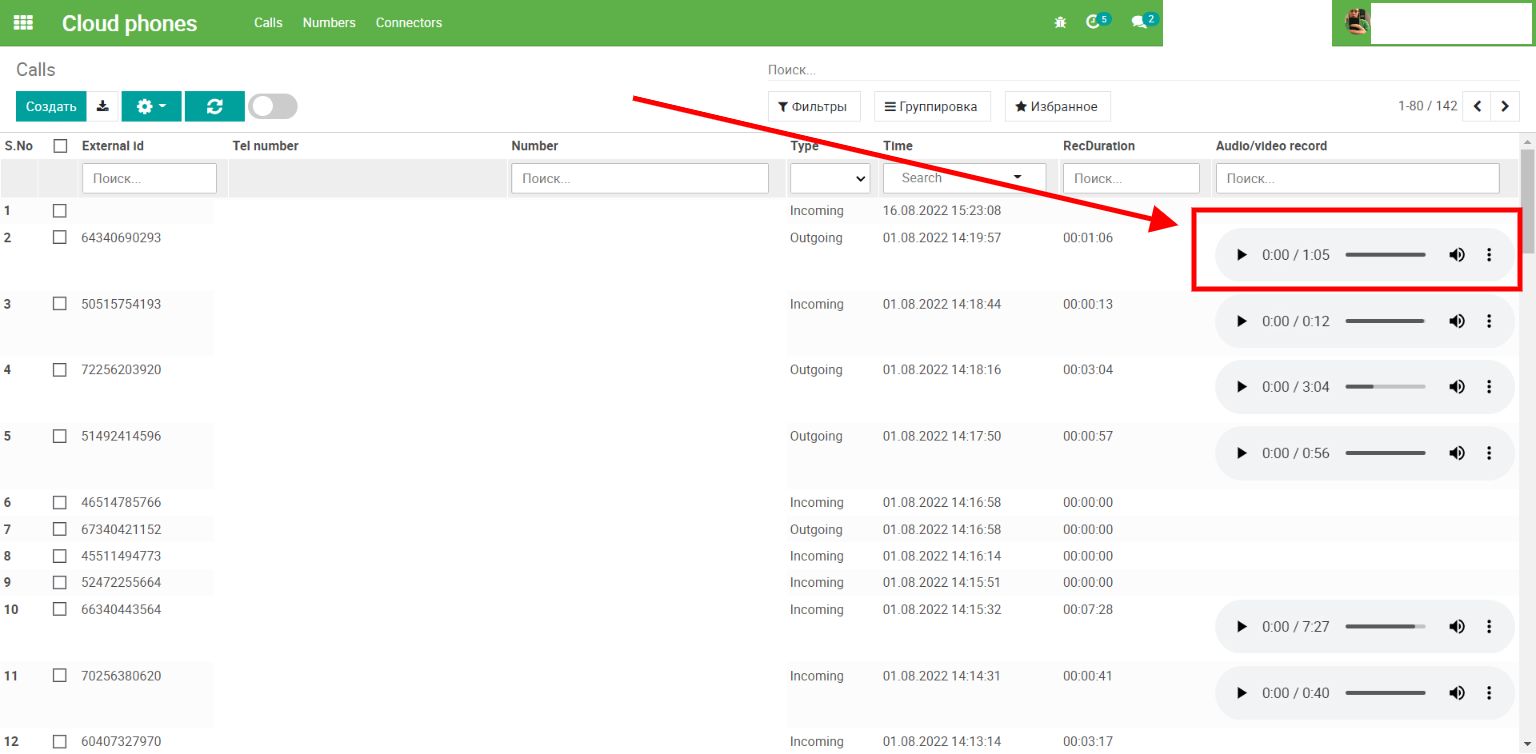 Cloud phones Calls Numbers Connectors 5 2
Calls
Поиск...
Создать Фильтры Группировка Избранное 1-80 / 142
S.No External id Tel number Number Type Time RecDuration Audio/video record
Поиск... Поиск... Search Поиск... Поиск...
1 Incoming 16.08.2022 15:23:08
2 64340690293 Outgoing 01.08.2022 14:19:57 00:01:06 0:00 / 1:05
3 50515754193 Incoming 01.08.2022 14:18:44 00:00:13 0:00 / 0:12
4 72256203920 Outgoing 01.08.2022 14:18:16 00:03:04 0:00 / 3:04
5 51492414596 Outgoing 01.08.2022 14:17:50 00:00:57 0:00 / 0:56
6 46514785766 Incoming 01.08.2022 14:16:58 00:00:00
7 67340421152 Outgoing 01.08.2022 14:16:58 00:00:00
8 45511494773 Incoming 01.08.2022 14:16:14 00:00:00
9 52472255664 Incoming 01.08.2022 14:15:51 00:00:00
10 66340443564 Incoming 01.08.2022 14:15:32 00:07:28 0:00 / 7:27
11 70256380620 Incoming 01.08.2022 14:14:31 00:00:41 0:00 / 0:40
12 60407327970 Incoming 01.08.2022 14:13:14 00:03:17